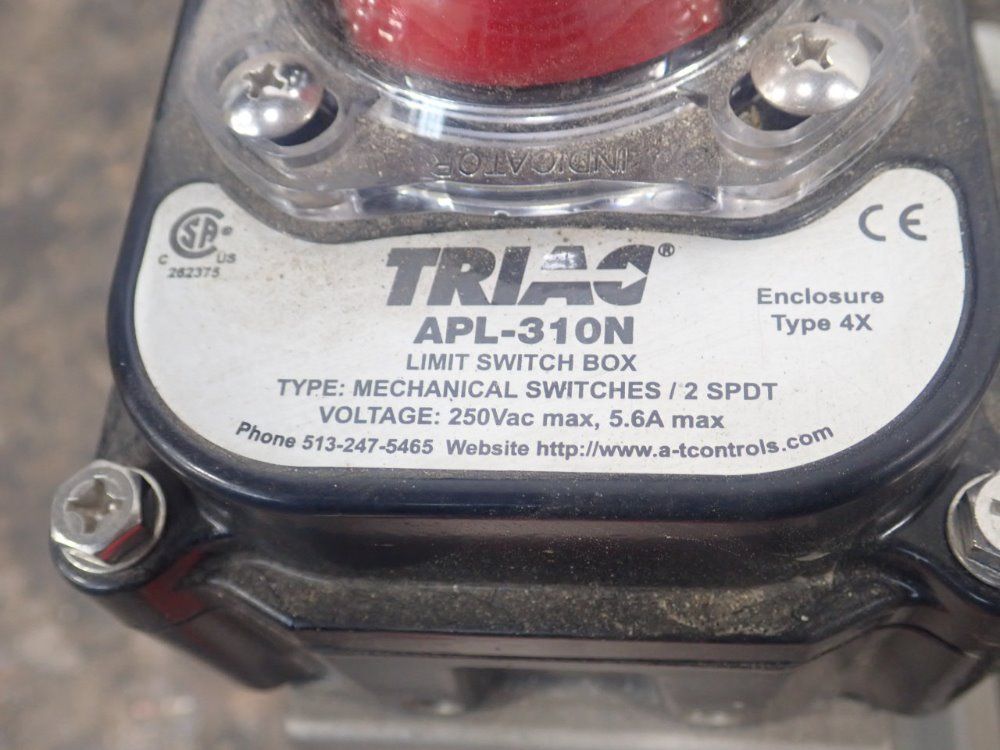 INDICATOR
CSA®
C US
262375
CE
TRIAC®
APL-310N
Enclosure
Type 4X
LIMIT SWITCH BOX
TYPE: MECHANICAL SWITCHES / 2 SPDT
VOLTAGE: 250Vac max, 5.6A max
Phone 513-247-5465 Website http://www.a-tcontrols.com